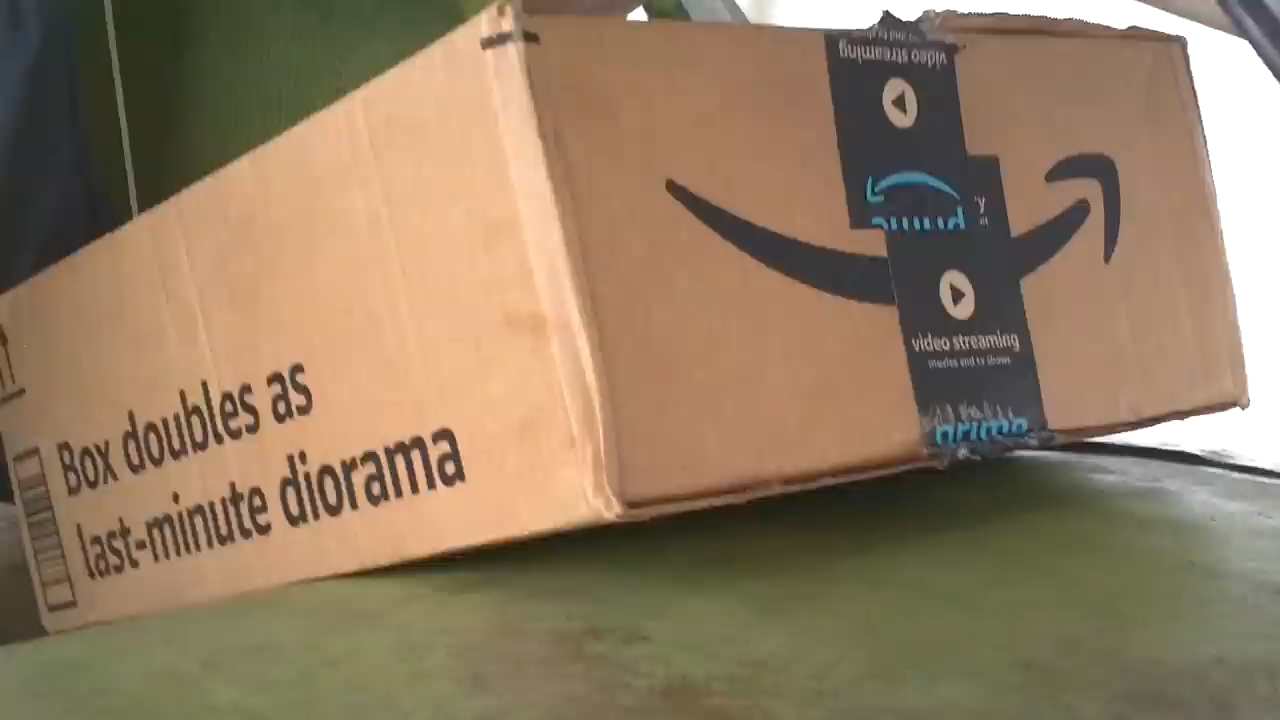 Box doubles as
last-minute diorama
video streaming
prime
video streaming
movies and tv shows
prime